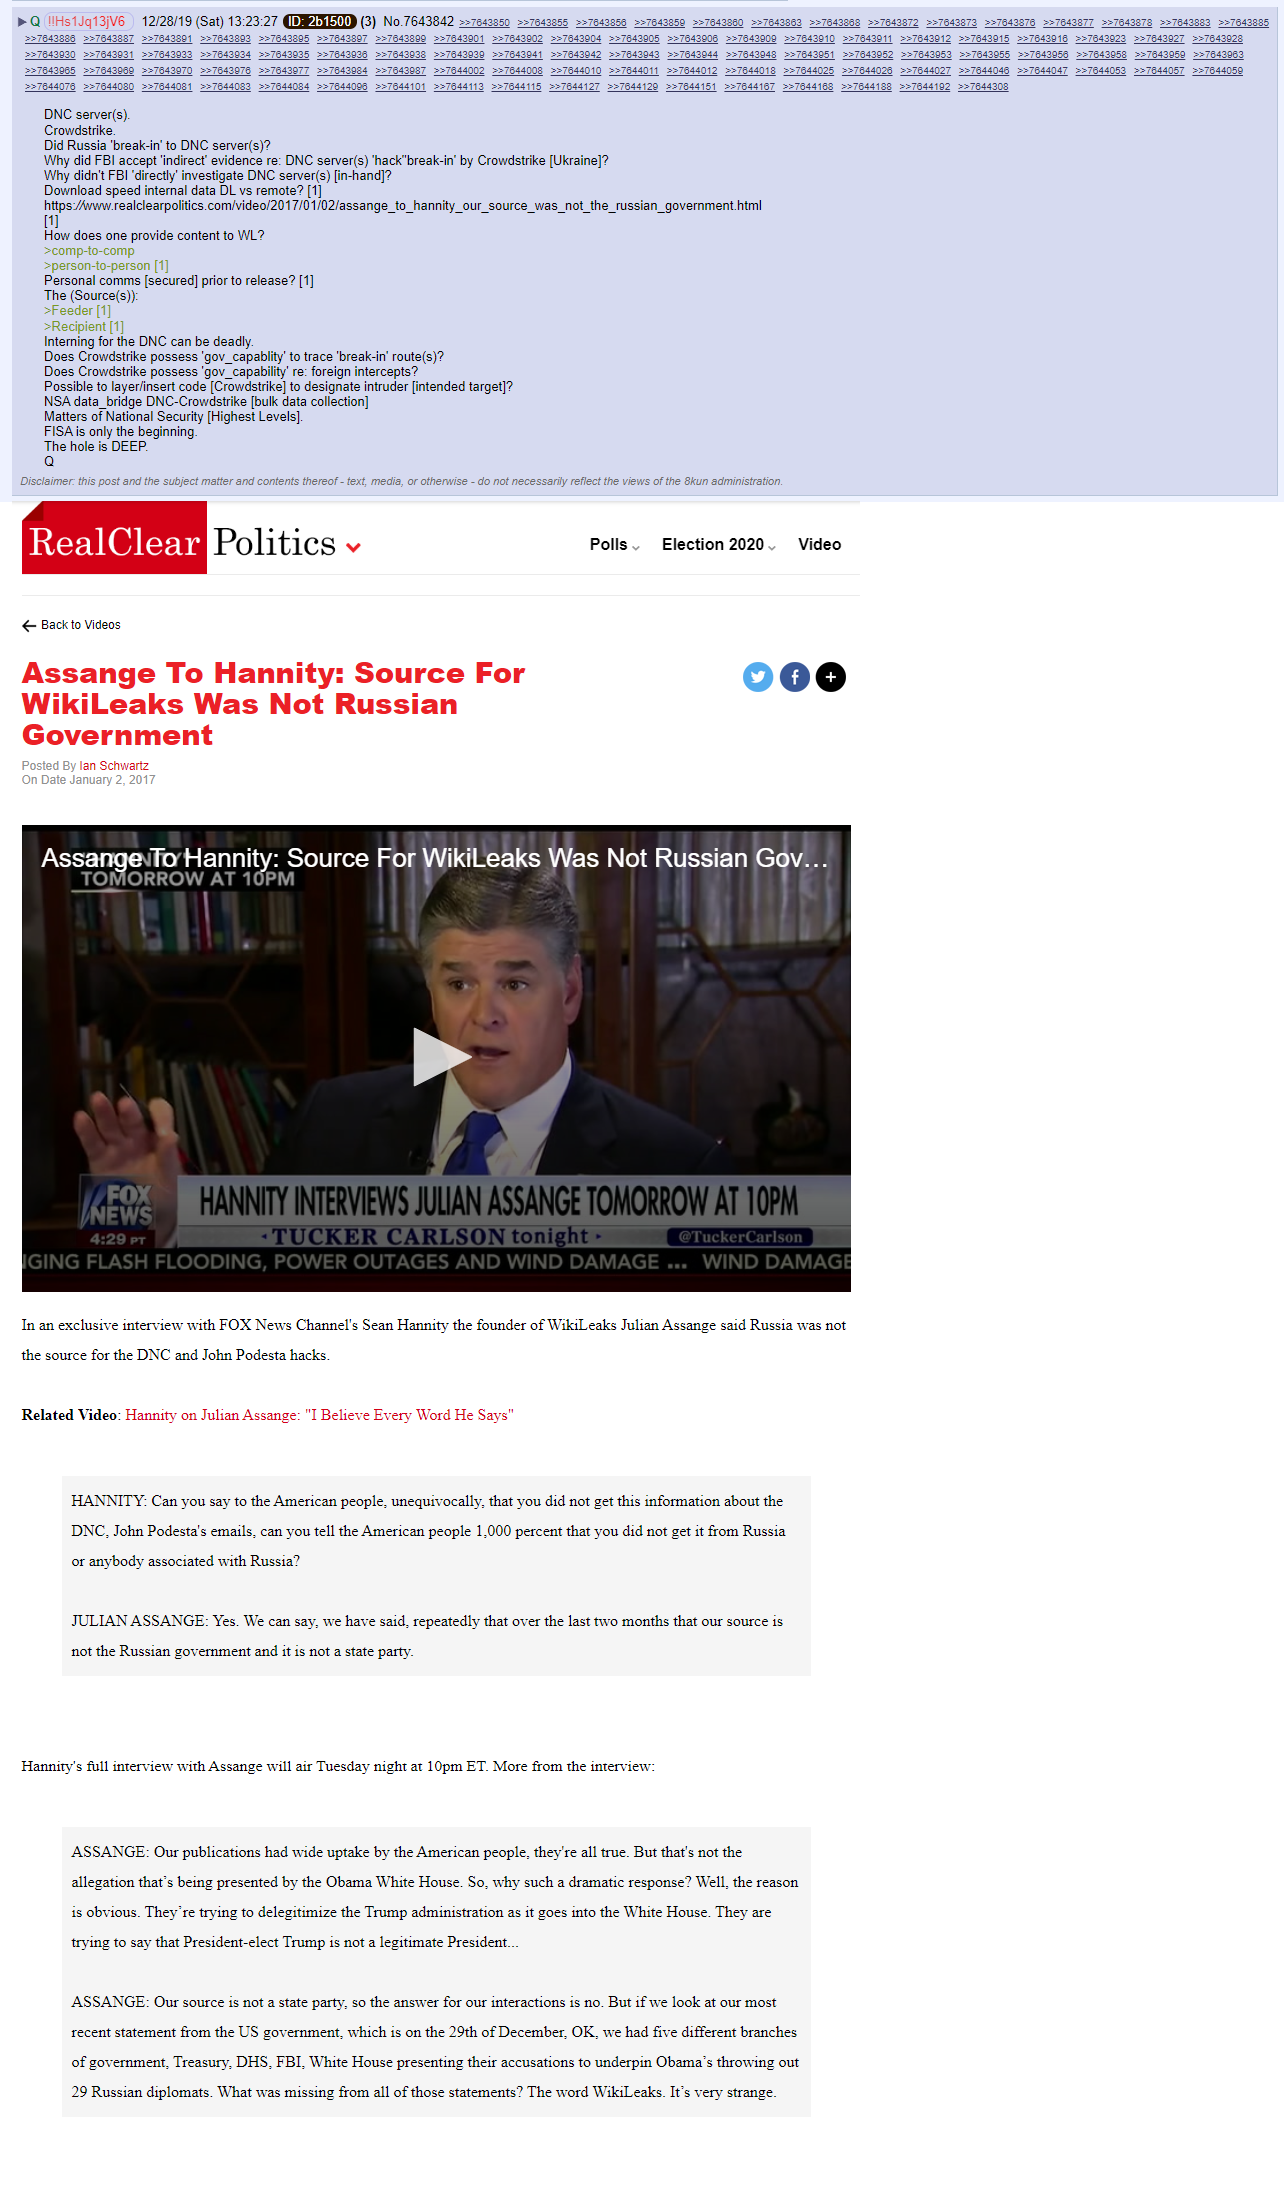 ▶ Q !!Hs1Jq13jV6 12/28/19 (Sat) 13:23:27 ID: 2b1500 (3) No.7643842 >>7643850 >>7643855 >>7643856 >>7643859 >>7643860 >>7643863 >>7643868 >>7643872 >>7643873 >>7643876 >>7643877 >>7643878 >>7643883 >>7643885
>>7643886 >>7643887 >>7643891 >>7643893 >>7643895 >>7643897 >>7643899 >>7643901 >>7643902 >>7643904 >>7643905 >>7643906 >>7643909 >>7643910 >>7643911 >>7643912 >>7643915 >>7643916 >>7643923 >>7643927 >>7643928
>>7643930 >>7643931 >>7643933 >>7643934 >>7643935 >>7643936 >>7643938 >>7643939 >>7643941 >>7643942 >>7643943 >>7643944 >>7643948 >>7643951 >>7643952 >>7643953 >>7643955 >>7643956 >>7643958 >>7643959 >>7643963
>>7643965 >>7643969 >>7643970 >>7643976 >>7643977 >>7643984 >>7643987 >>7644002 >>7644008 >>7644010 >>7644011 >>7644012 >>7644018 >>7644025 >>7644026 >>7644027 >>7644046 >>7644047 >>7644053 >>7644057 >>7644059
>>7644076 >>7644080 >>7644081 >>7644083 >>7644084 >>7644096 >>7644101 >>7644113 >>7644115 >>7644127 >>7644129 >>7644151 >>7644167 >>7644168 >>7644188 >>7644192 >>7644308
DNC server(s).
Crowdstrike.
Did Russia 'break-in' to DNC server(s)?
Why did FBI accept 'indirect' evidence re: DNC server(s) 'hack''break-in' by Crowdstrike [Ukraine]?
Why didn't FBI 'directly' investigate DNC server(s) [in-hand]?
Download speed internal data DL vs remote? [1]
https://www.realclearpolitics.com/video/2017/01/02/assange_to_hannity_our_source_was_not_the_russian_government.html
[1]
How does one provide content to WL?
>comp-to-comp
>person-to-person [1]
Personal comms [secured] prior to release? [1]
The (Source(s)):
>Feeder [1]
>Recipient [1]
Interning for the DNC can be deadly.
Does Crowdstrike possess 'gov_capablity' to trace 'break-in' route(s)?
Does Crowdstrike possess 'gov_capability' re: foreign intercepts?
Possible to layer/insert code [Crowdstrike] to designate intruder [intended target]?
NSA data_bridge DNC-Crowdstrike [bulk data collection]
Matters of National Security [Highest Levels].
FISA is only the beginning.
The hole is DEEP.
Q
Disclaimer: this post and the subject matter and contents thereof - text, media, or otherwise - do not necessarily reflect the views of the 8kun administration.
RealClear Politics Polls Election 2020 Video
Back to Videos
Assange To Hannity: Source For
WikiLeaks Was Not Russian
Government
Posted By Ian Schwartz
On Date January 2, 2017
Assange To Hannity: Source For WikiLeaks Was Not Russian Gov...
TOMORROW AT 10PM
FOX
NEWS
4:29 PT
HANNITY INTERVIEWS JULIAN ASSANGE TOMORROW AT 10PM
TUCKER CARLSON tonight @TuckerCarlson
NGING FLASH FLOODING, POWER OUTAGES AND WIND DAMAGE ... WIND DAMAGE
In an exclusive interview with FOX News Channel's Sean Hannity the founder of WikiLeaks Julian Assange said Russia was not
the source for the DNC and John Podesta hacks.
Related Video: Hannity on Julian Assange: "I Believe Every Word He Says"
HANNITY: Can you say to the American people, unequivocally, that you did not get this information about the
DNC, John Podesta's emails, can you tell the American people 1,000 percent that you did not get it from Russia
or anybody associated with Russia?
JULIAN ASSANGE: Yes. We can say, we have said, repeatedly that over the last two months that our source is
not the Russian government and it is not a state party.
Hannity's full interview with Assange will air Tuesday night at 10pm ET. More from the interview:
ASSANGE: Our publications had wide uptake by the American people, they're all true. But that's not the
allegation that’s being presented by the Obama White House. So, why such a dramatic response? Well, the reason
is obvious. They’re trying to delegitimize the Trump administration as it goes into the White House. They are
trying to say that President-elect Trump is not a legitimate President...
ASSANGE: Our source is not a state party, so the answer for our interactions is no. But if we look at our most
recent statement from the US government, which is on the 29th of December, OK, we had five different branches
of government, Treasury, DHS, FBI, White House presenting their accusations to underpin Obama’s throwing out
29 Russian diplomats. What was missing from all of those statements? The word WikiLeaks. It’s very strange.